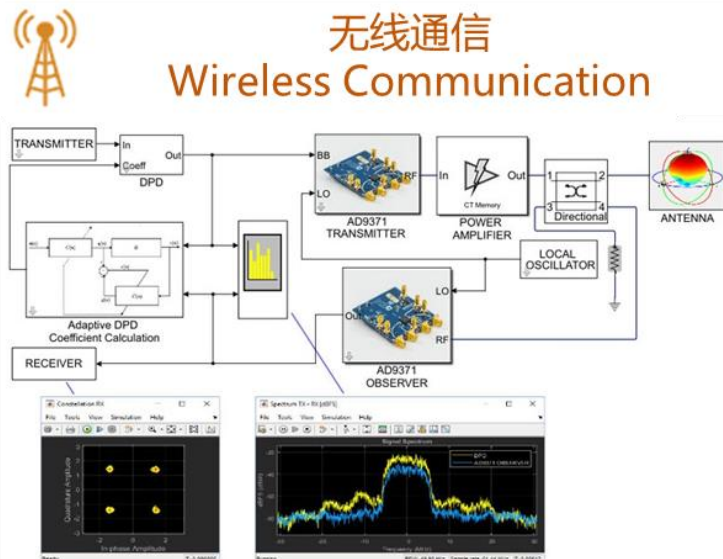 无线通信
Wireless Communication
TRANSMITTER
In
Coeff
Out
DPD
BB
LO
RF
AD9371
TRANSMITTER
In
Out
CT Memory
POWER
AMPLIFIER
1
2
3
4
Directional
ANTENNA
LOCAL
OSCILLATOR
Adaptive DPD
Coefficient Calculation
LO
Out
RF
AD9371
OBSERVER
RECEIVER
Constellation RX
File Tools View Simulation Help
Quadrature Amplitude
In-phase Amplitude
Spectrum TX - RX [dBFS]
File Tools View Simulation Help
Signal Spectrum
DPD
AD9371 OBSERVER